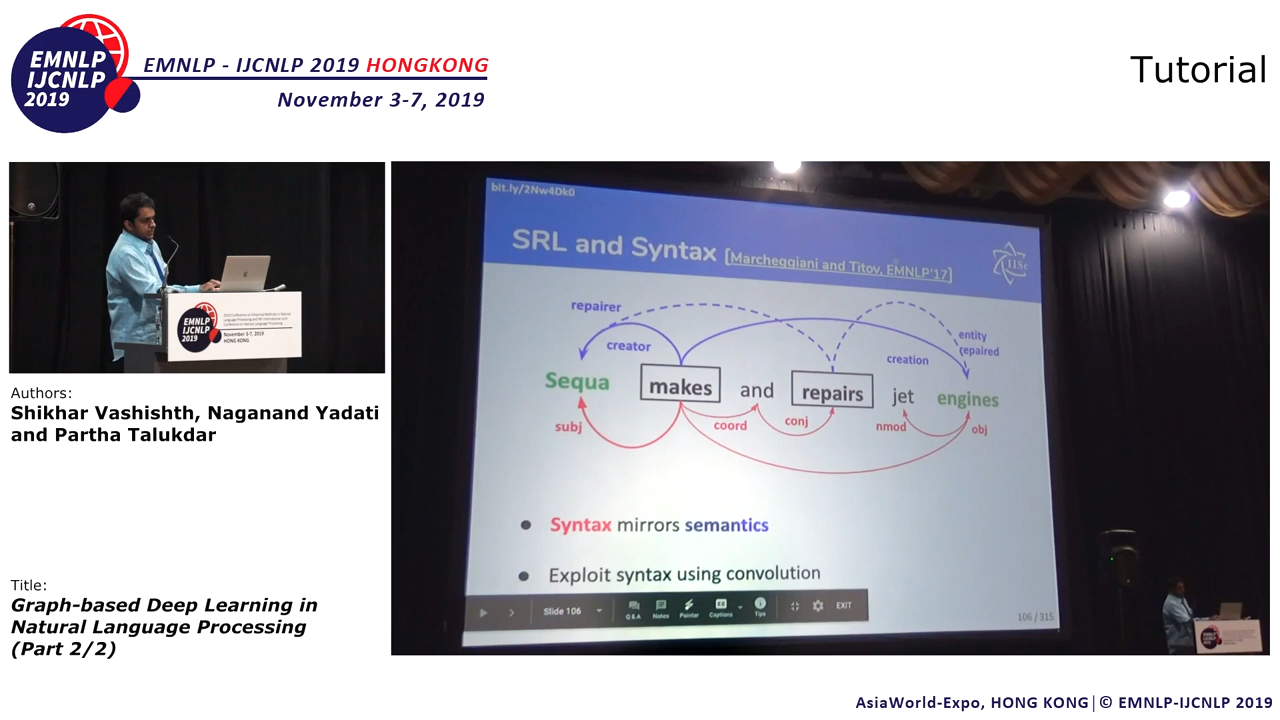 EMNLP
IJCNLP
2019
EMNLP - IJCNLP 2019 HONGKONG
November 3-7, 2019
Tutorial
EMNLP
IJCNLP
2019
November 3-7, 2019
HONG KONG
Authors:
Shikhar Vashishth, Naganand Yadati
and Partha Talukdar
Title:
Graph-based Deep Learning in
Natural Language Processing
(Part 2/2)
bit.ly/2Nw4Dk0
SRL and Syntax [Marcheggiani and Titov, EMNLP'17]
IISc
repairer
creator
creation
entity
repaired
Sequa makes and repairs jet engines
subj
coord
conj
nmod
obj
● Syntax mirrors semantics
● Exploit syntax using convolution
Slide 106
Q&A Notes Pointer Captions Tips EXIT
106 / 315
AsiaWorld-Expo, HONG KONG|© EMNLP-IJCNLP 2019